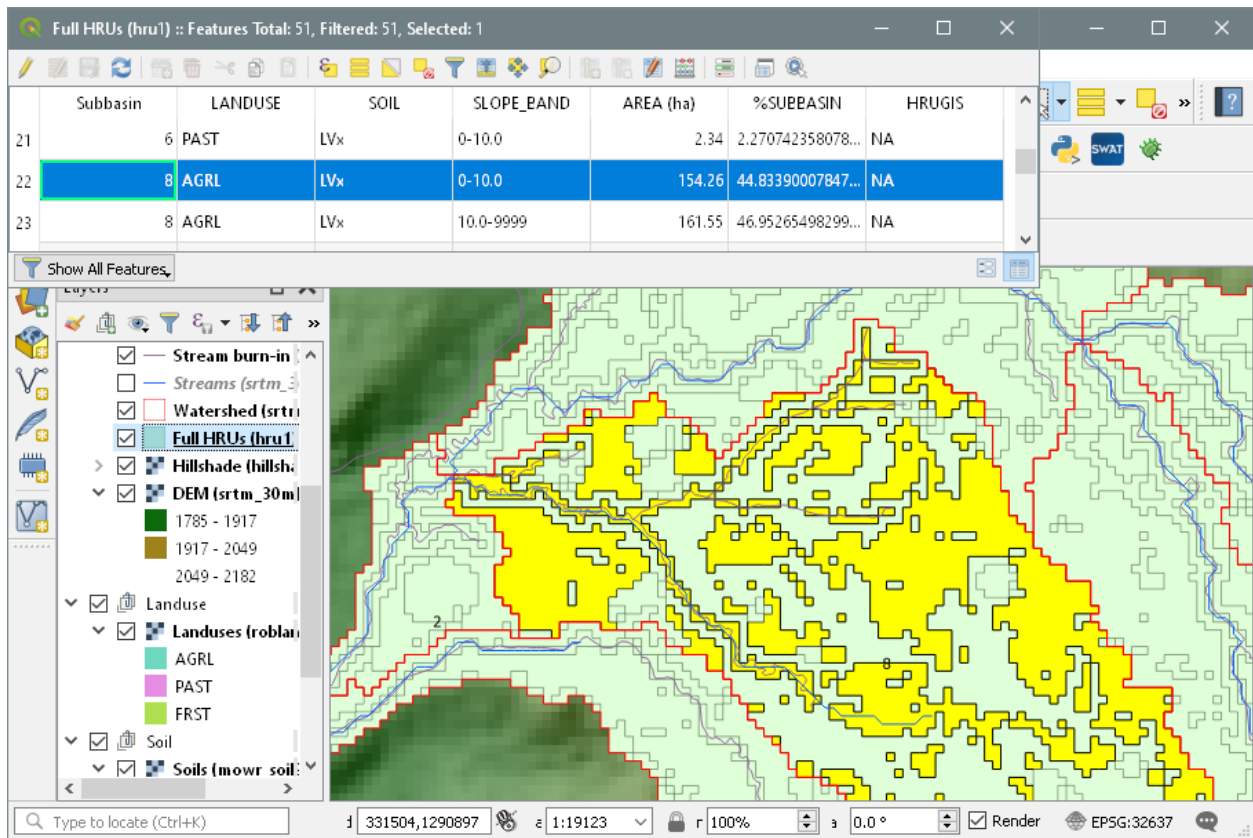 Full HRUs (hru1) :: Features Total: 51, Filtered: 51, Selected: 1
Subbasin LANDUSE SOIL SLOPE_BAND AREA (ha) %SUBBASIN HRUGIS
21 6 PAST LVx 0-10.0 2.34 2.270742358078... NA
22 8 AGRL LVx 0-10.0 154.26 44.83390007847... NA
23 8 AGRL LVx 10.0-9999 161.55 46.95265498299... NA
SWAT
Show All Features
Layers
Stream burn-in
Streams (srtm_3
Watershed (srtm
Full HRUs (hru1)
Hillshade (hillsha
DEM (srtm_30m
1785 - 1917
1917 - 2049
2049 - 2182
Landuse
Landuses (roblan
AGRL
PAST
FRST
Soil
Soils (mowr_soil
2
8
Type to locate (Ctrl+K) 331504,1290897 1:19123 100% 0.0 ° Render EPSG:32637